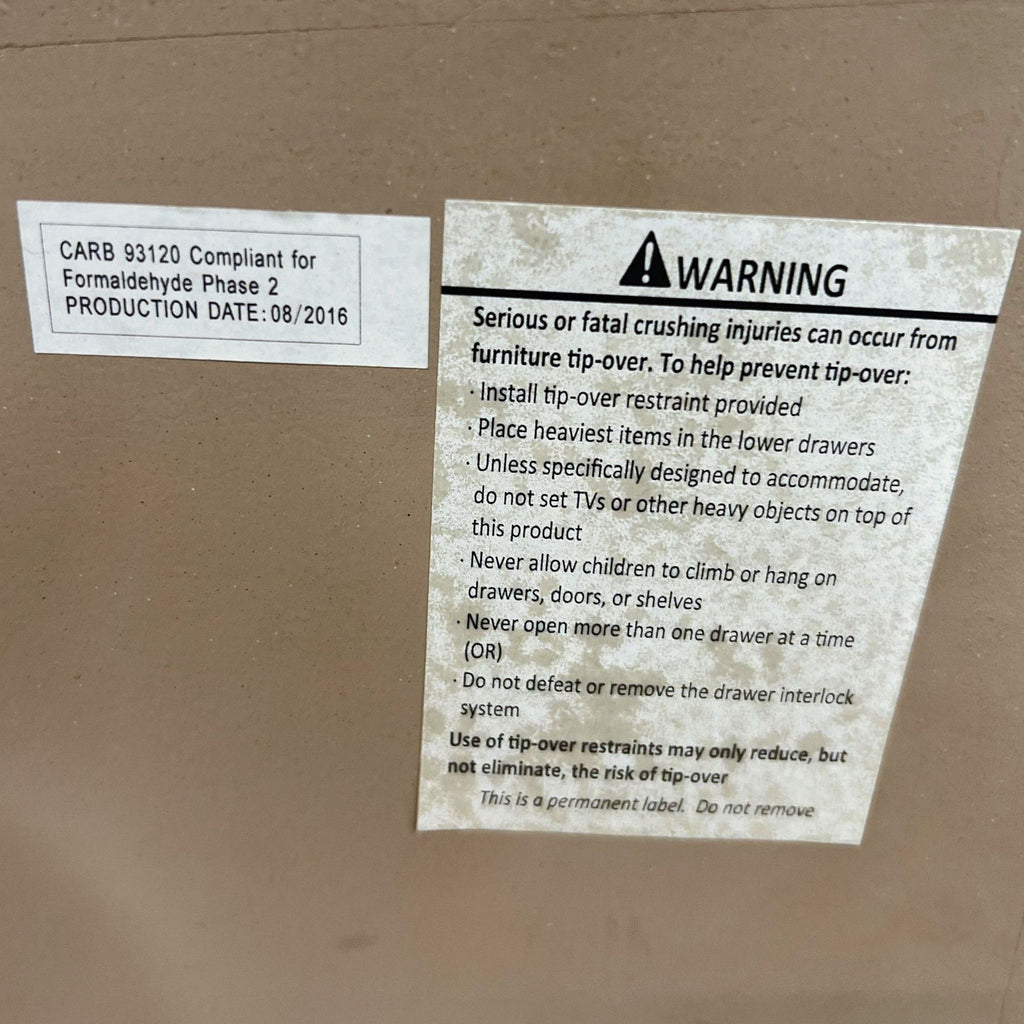 CARB 93120 Compliant for
Formaldehyde Phase 2
PRODUCTION DATE:08/2016
WARNING
Serious or fatal crushing injuries can occur from
furniture tip-over. To help prevent tip-over:
· Install tip-over restraint provided
· Place heaviest items in the lower drawers
· Unless specifically designed to accommodate,
do not set TVs or other heavy objects on top of
this product
· Never allow children to climb or hang on
drawers, doors, or shelves
· Never open more than one drawer at a time
(OR)
· Do not defeat or remove the drawer interlock
system
Use of tip-over restraints may only reduce, but
not eliminate, the risk of tip-over
This is a permanent label. Do not remove